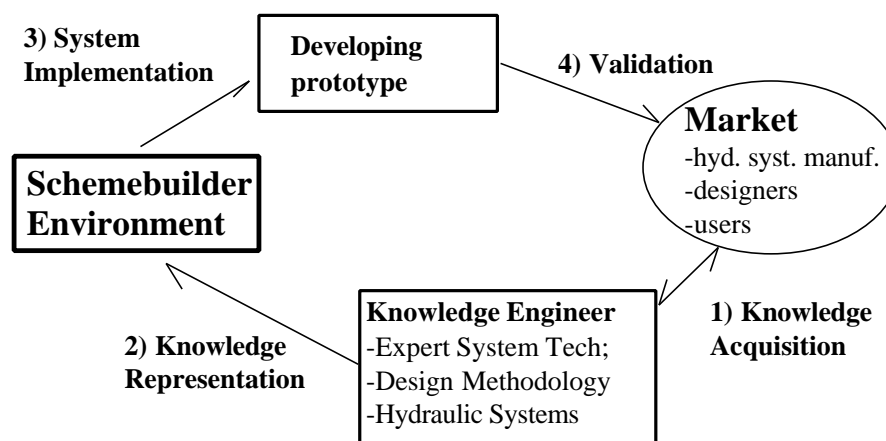 3) System
Implementation
Developing
prototype
4) Validation
Market
-hyd. syst. manuf.
-designers
-users
Schemebuilder
Environment
Knowledge Engineer
-Expert System Tech;
-Design Methodology
-Hydraulic Systems
1) Knowledge
Acquisition
2) Knowledge
Representation